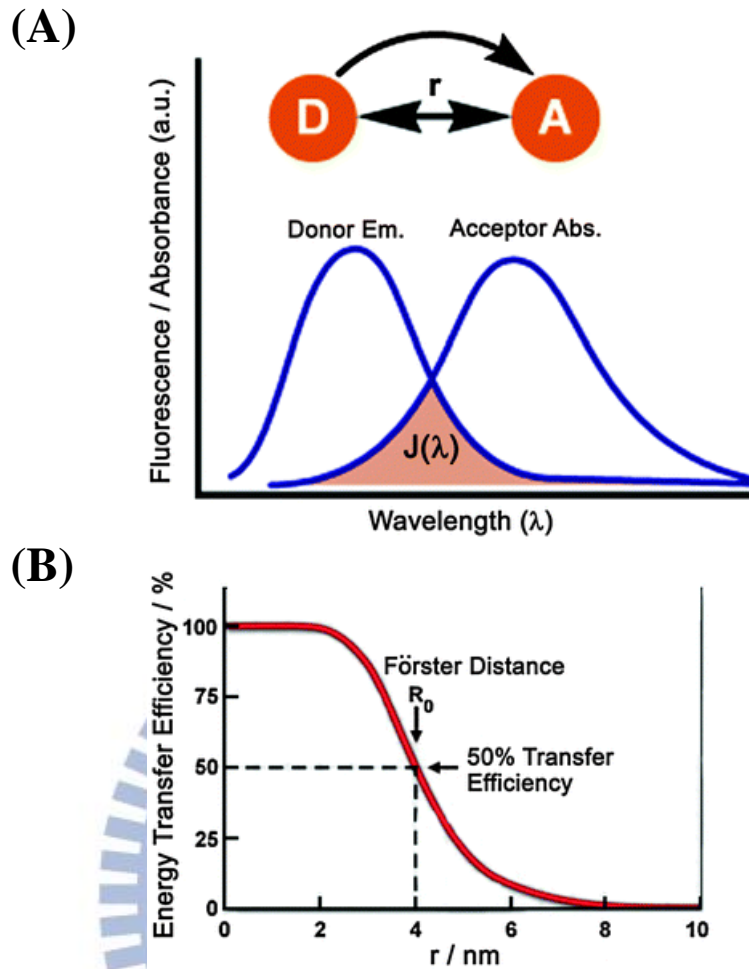 (A)
r
D
A
Donor Em.
Acceptor Abs.
J(λ)
Fluorescence / Absorbance (a.u.)
Wavelength (λ)
(B)
Energy Transfer Efficiency / %
100
75
50
25
0
Förster Distance
R₀
50% Transfer
Efficiency
0
2
4
6
8
10
r / nm